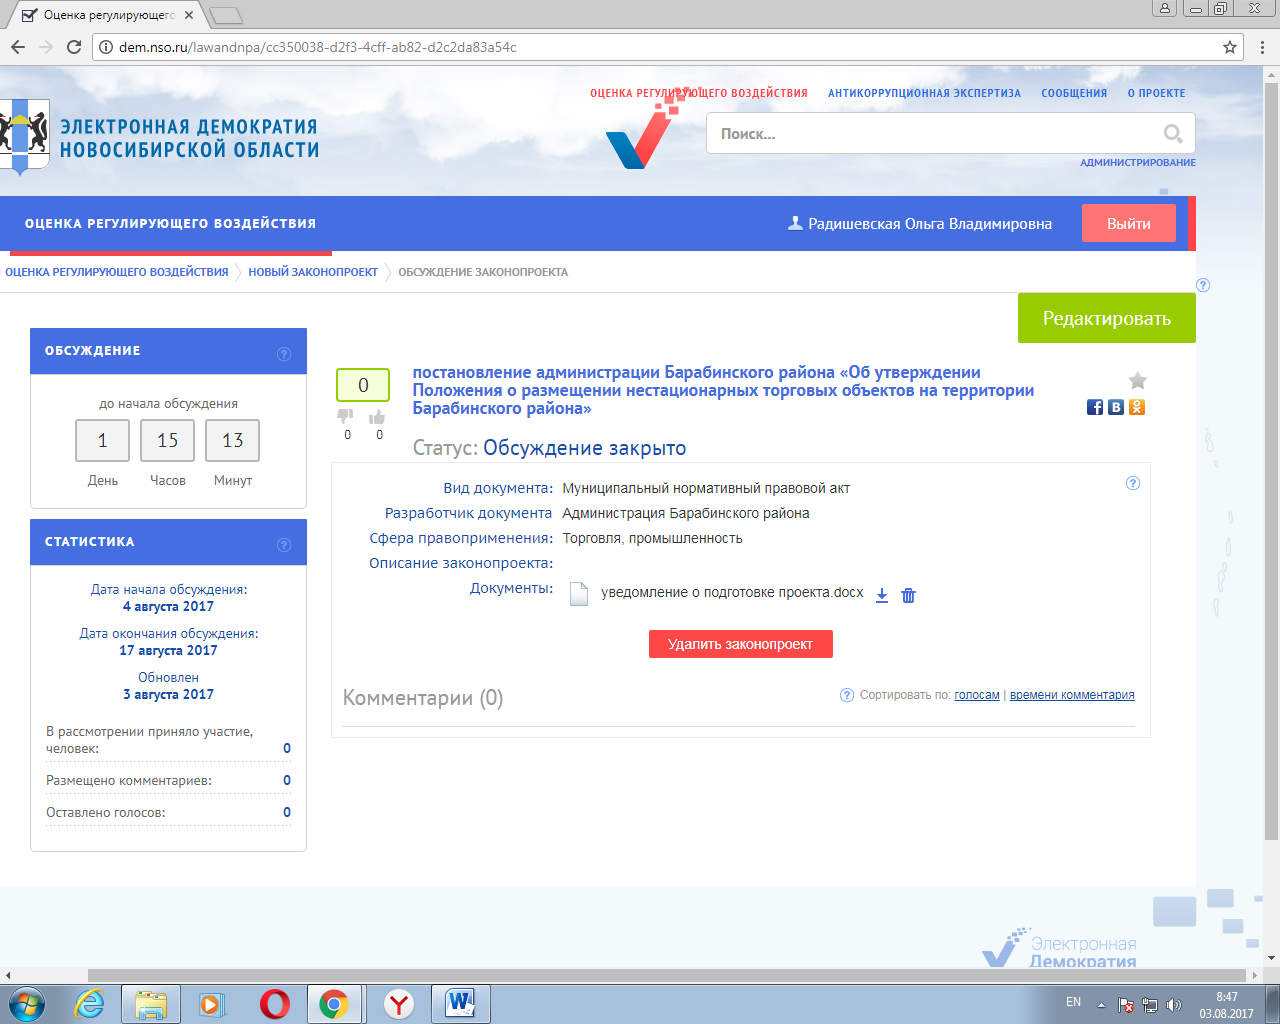 Оценка регулирующего
dem.nso.ru/lawandnpa/cc350038-d2f3-4cff-ab82-d2c2da83a54c
ОЦЕНКА РЕГУЛИРУЮЩЕГО ВОЗДЕЙСТВИЯ АНТИКОРРУПЦИОННАЯ ЭКСПЕРТИЗА СООБЩЕНИЯ О ПРОЕКТЕ
ЭЛЕКТРОННАЯ ДЕМОКРАТИЯ
НОВОСИБИРСКОЙ ОБЛАСТИ
Поиск...
АДМИНИСТРИРОВАНИЕ
ОЦЕНКА РЕГУЛИРУЮЩЕГО ВОЗДЕЙСТВИЯ
Радишевская Ольга Владимировна
Выйти
ОЦЕНКА РЕГУЛИРУЮЩЕГО ВОЗДЕЙСТВИЯ НОВЫЙ ЗАКОНОПРОЕКТ ОБСУЖДЕНИЕ ЗАКОНОПРОЕКТА
?
Редактировать
ОБСУЖДЕНИЕ ?
до начала обсуждения
1 15 13
День Часов Минут
СТАТИСТИКА ?
Дата начала обсуждения:
4 августа 2017
Дата окончания обсуждения:
17 августа 2017
Обновлен
3 августа 2017
В рассмотрении приняло участие,
человек: 0
Размещено комментариев: 0
Оставлено голосов: 0
0
0 0
постановление администрации Барабинского района «Об утверждении
Положения о размещении нестационарных торговых объектов на территории
Барабинского района»
Статус: Обсуждение закрыто
?
Вид документа: Муниципальный нормативный правовой акт
Разработчик документа Администрация Барабинского района
Сфера правоприменения: Торговля, промышленность
Описание законопроекта:
Документы: уведомление о подготовке проекта.docx
Удалить законопроект
Комментарии (0)
? Сортировать по: голосам | времени комментария
Электронная
Демократия
EN
8:47
03.08.2017